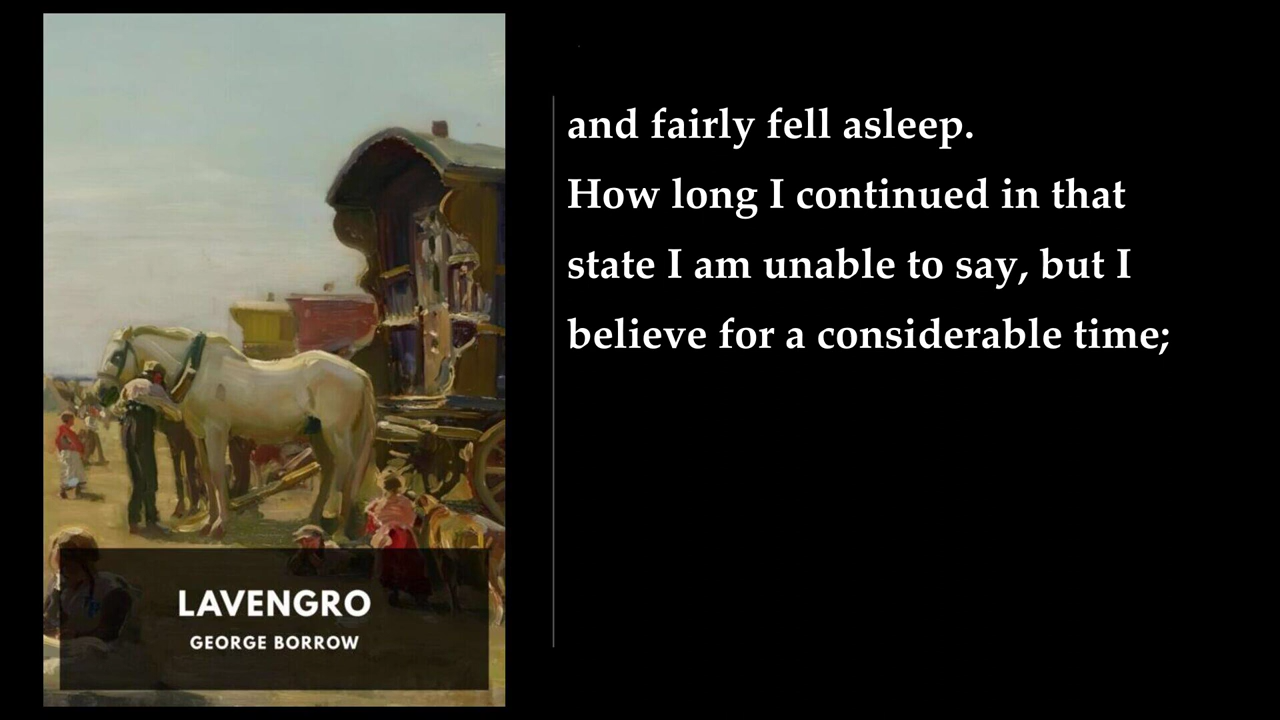 and fairly fell asleep.
How long I continued in that
state I am unable to say, but I
believe for a considerable time;
LAVENGRO
GEORGE BORROW